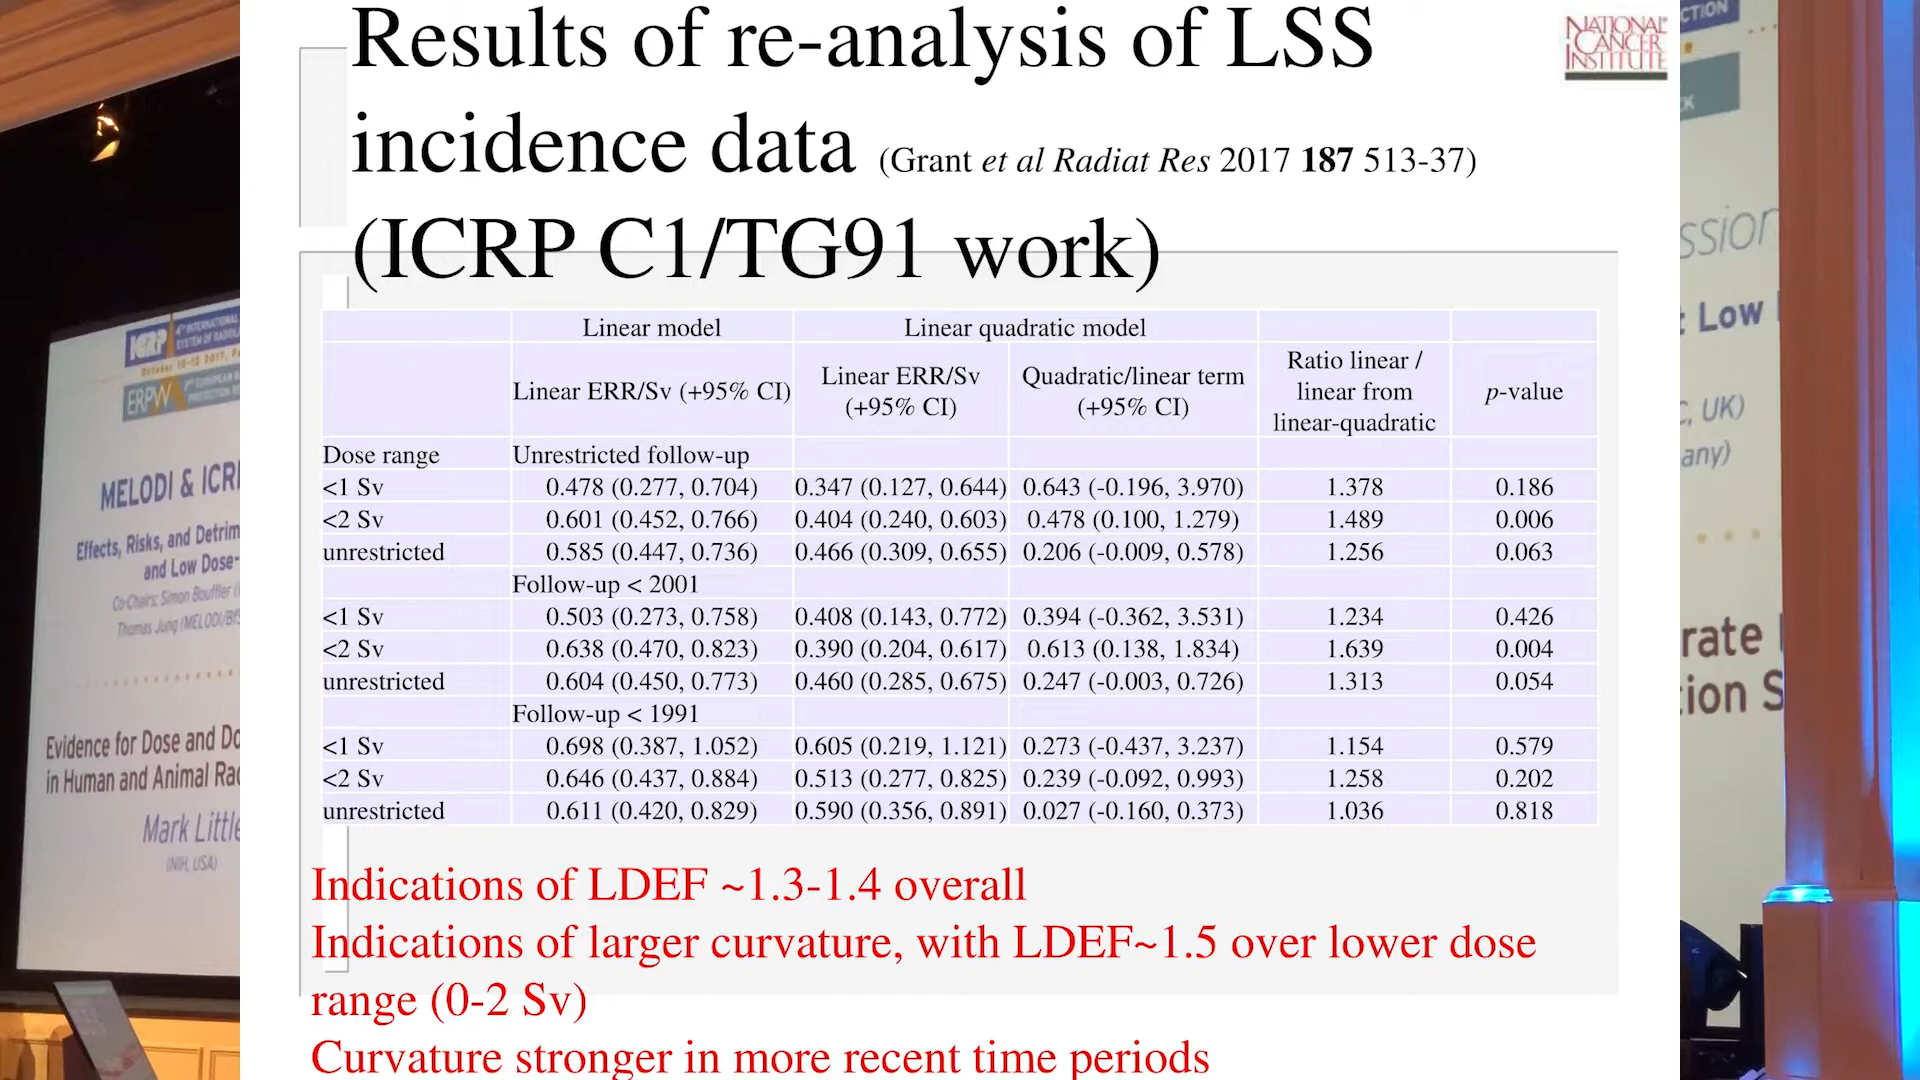 Results of re-analysis of LSS
incidence data (Grant et al Radiat Res 2017 187 513-37)
(ICRP C1/TG91 work)
NATIONAL
CANCER
INSTITUTE
Linear model Linear quadratic model
Linear ERR/Sv (+95% CI) Linear ERR/Sv (+95% CI) Quadratic/linear term (+95% CI) Ratio linear / linear from linear-quadratic p-value
Dose range Unrestricted follow-up
<1 Sv 0.478 (0.277, 0.704) 0.347 (0.127, 0.644) 0.643 (-0.196, 3.970) 1.378 0.186
<2 Sv 0.601 (0.452, 0.766) 0.404 (0.240, 0.603) 0.478 (0.100, 1.279) 1.489 0.006
unrestricted 0.585 (0.447, 0.736) 0.466 (0.309, 0.655) 0.206 (-0.009, 0.578) 1.256 0.063
Follow-up < 2001
<1 Sv 0.503 (0.273, 0.758) 0.408 (0.143, 0.772) 0.394 (-0.362, 3.531) 1.234 0.426
<2 Sv 0.638 (0.470, 0.823) 0.390 (0.204, 0.617) 0.613 (0.138, 1.834) 1.639 0.004
unrestricted 0.604 (0.450, 0.773) 0.460 (0.285, 0.675) 0.247 (-0.003, 0.726) 1.313 0.054
Follow-up < 1991
<1 Sv 0.698 (0.387, 1.052) 0.605 (0.219, 1.121) 0.273 (-0.437, 3.237) 1.154 0.579
<2 Sv 0.646 (0.437, 0.884) 0.513 (0.277, 0.825) 0.239 (-0.092, 0.993) 1.258 0.202
unrestricted 0.611 (0.420, 0.829) 0.590 (0.356, 0.891) 0.027 (-0.160, 0.373) 1.036 0.818
Indications of LDEF ~1.3-1.4 overall
Indications of larger curvature, with LDEF~1.5 over lower dose
range (0-2 Sv)
Curvature stronger in more recent time periods
ICRP
ERPW
MELODI & ICR
Effects, Risks, and Detrim
and Low Dose-
Co-Chairs: Simon Bouffler
Thomas Jung (MELODI/BfS
Evidence for Dose and Do
in Human and Animal Ra
Mark Little
(NIH, USA)
CTION
CK
ssion
Low
, UK)
any)
rate
ion S